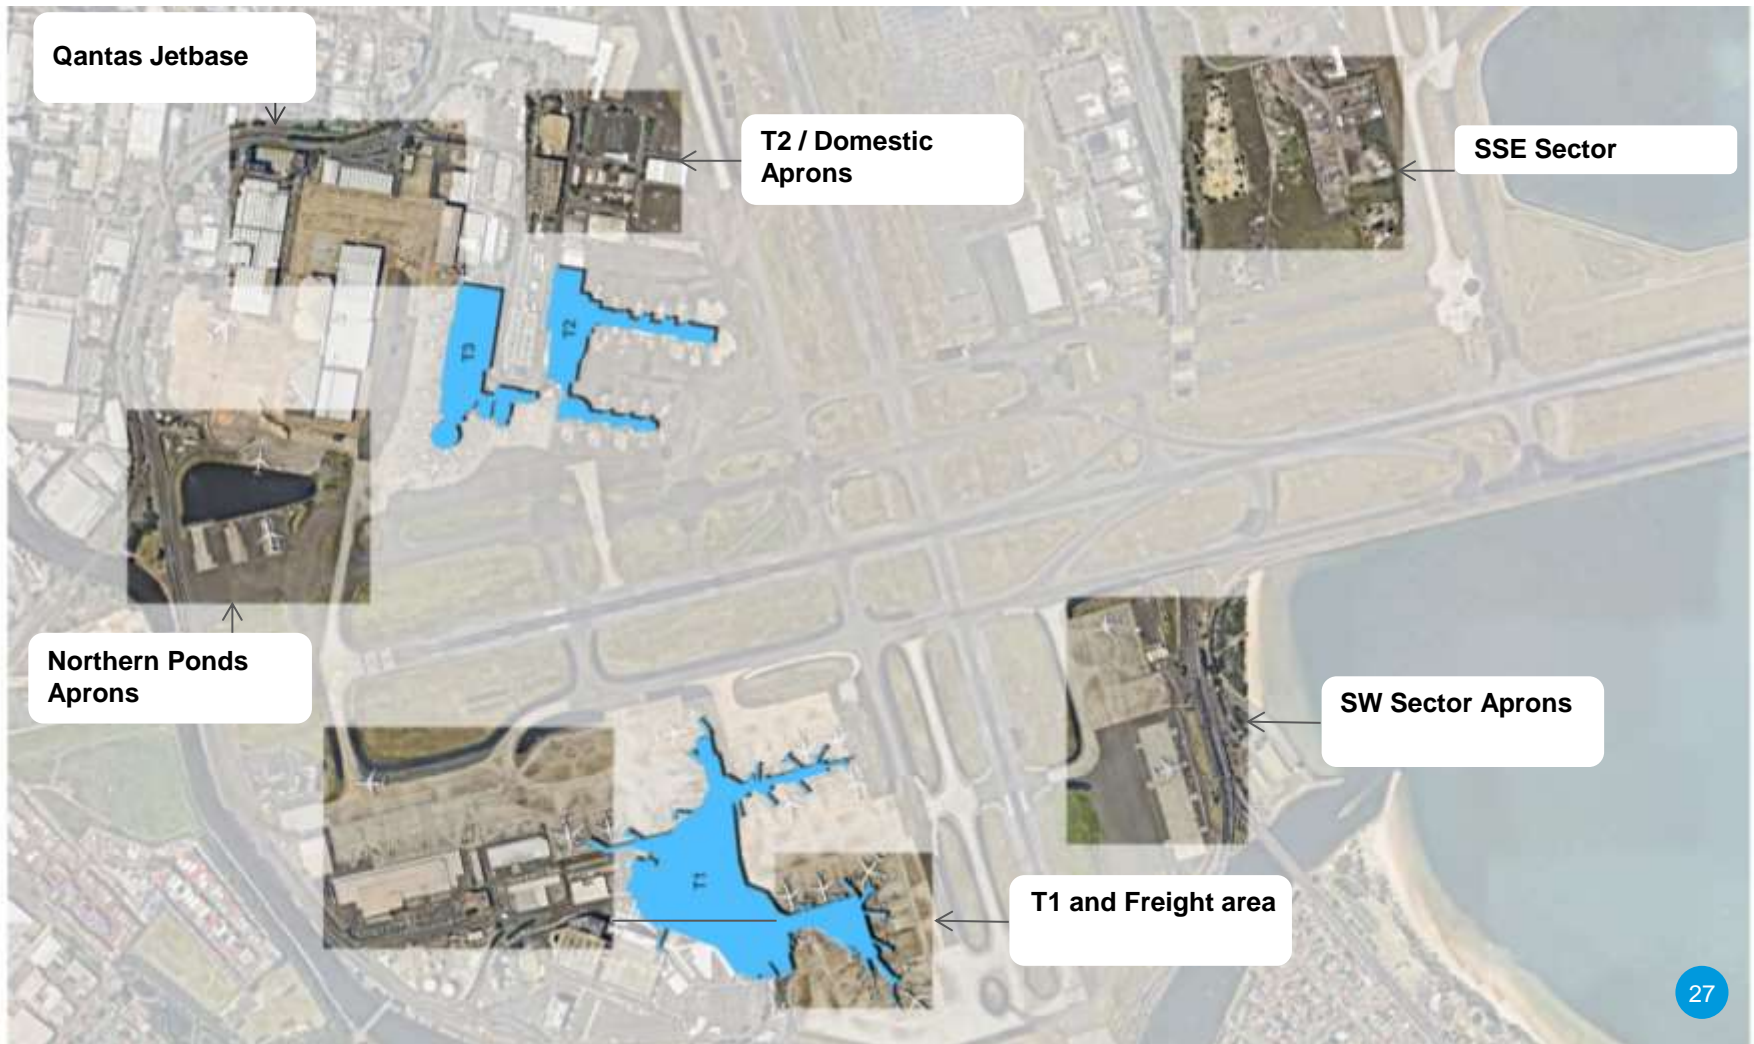 Qantas Jetbase
T2 / Domestic
Aprons
SSE Sector
T3
T2
Northern Ponds
Aprons
SW Sector Aprons
T1
T1 and Freight area
27